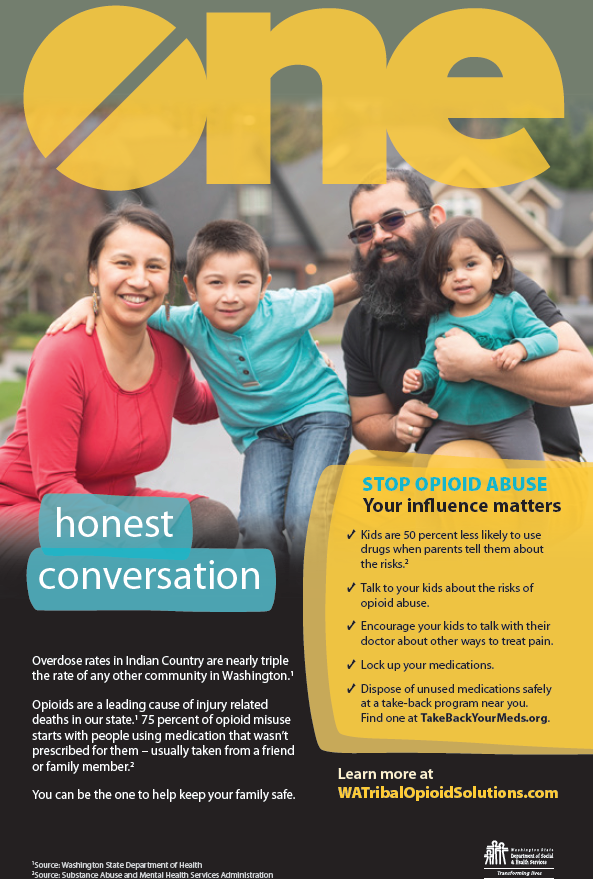 one
honest
conversation
Overdose rates in Indian Country are nearly triple
the rate of any other community in Washington.¹
Opioids are a leading cause of injury related
deaths in our state.¹ 75 percent of opioid misuse
starts with people using medication that wasn't
prescribed for them – usually taken from a friend
or family member.²
You can be the one to help keep your family safe.
¹Source: Washington State Department of Health
²Source: Substance Abuse and Mental Health Services Administration
STOP OPIOID ABUSE
Your influence matters
✓ Kids are 50 percent less likely to use
drugs when parents tell them about
the risks.²
✓ Talk to your kids about the risks of
opioid abuse.
✓ Encourage your kids to talk with their
doctor about other ways to treat pain.
✓ Lock up your medications.
✓ Dispose of unused medications safely
at a take-back program near you.
Find one at TakeBackYourMeds.org.
Learn more at
WATribalOpioidSolutions.com
Washington State
Department of Social
& Health Services
Transforming lives